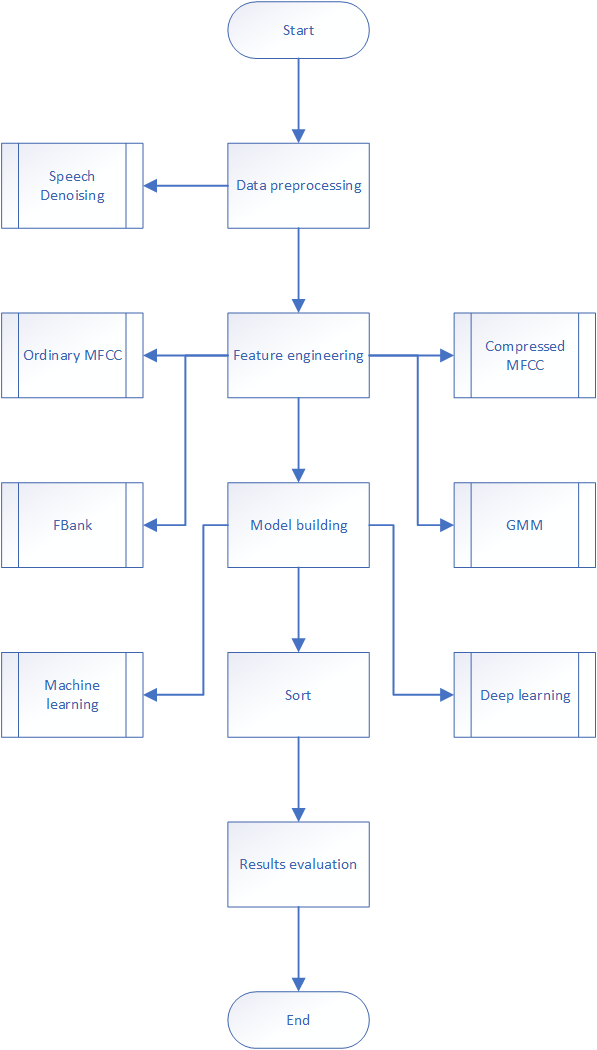 Start
Speech
Denoising
Data preprocessing
Ordinary MFCC
Feature engineering
Compressed
MFCC
FBank
Model building
GMM
Machine
learning
Sort
Deep learning
Results evaluation
End